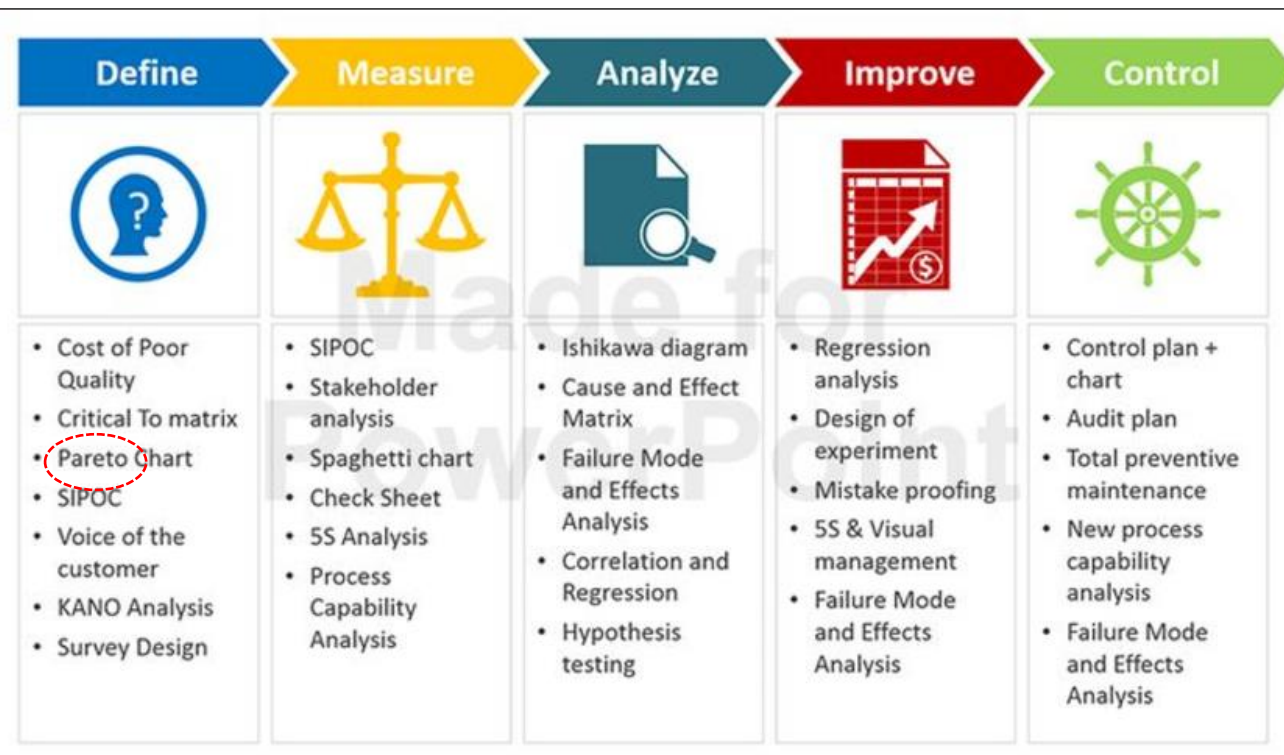 Define
Measure
Analyze
Improve
Control
?
$
Made for
PowerPoint
• Cost of Poor
Quality
• Critical To matrix
• Pareto Chart
• SIPOC
• Voice of the
customer
• KANO Analysis
• Survey Design
• SIPOC
• Stakeholder
analysis
• Spaghetti chart
• Check Sheet
• 5S Analysis
• Process
Capability
Analysis
• Ishikawa diagram
• Cause and Effect
Matrix
• Failure Mode
and Effects
Analysis
• Correlation and
Regression
• Hypothesis
testing
• Regression
analysis
• Design of
experiment
• Mistake proofing
• 5S & Visual
management
• Failure Mode
and Effects
Analysis
• Control plan +
chart
• Audit plan
• Total preventive
maintenance
• New process
capability
analysis
• Failure Mode
and Effects
Analysis